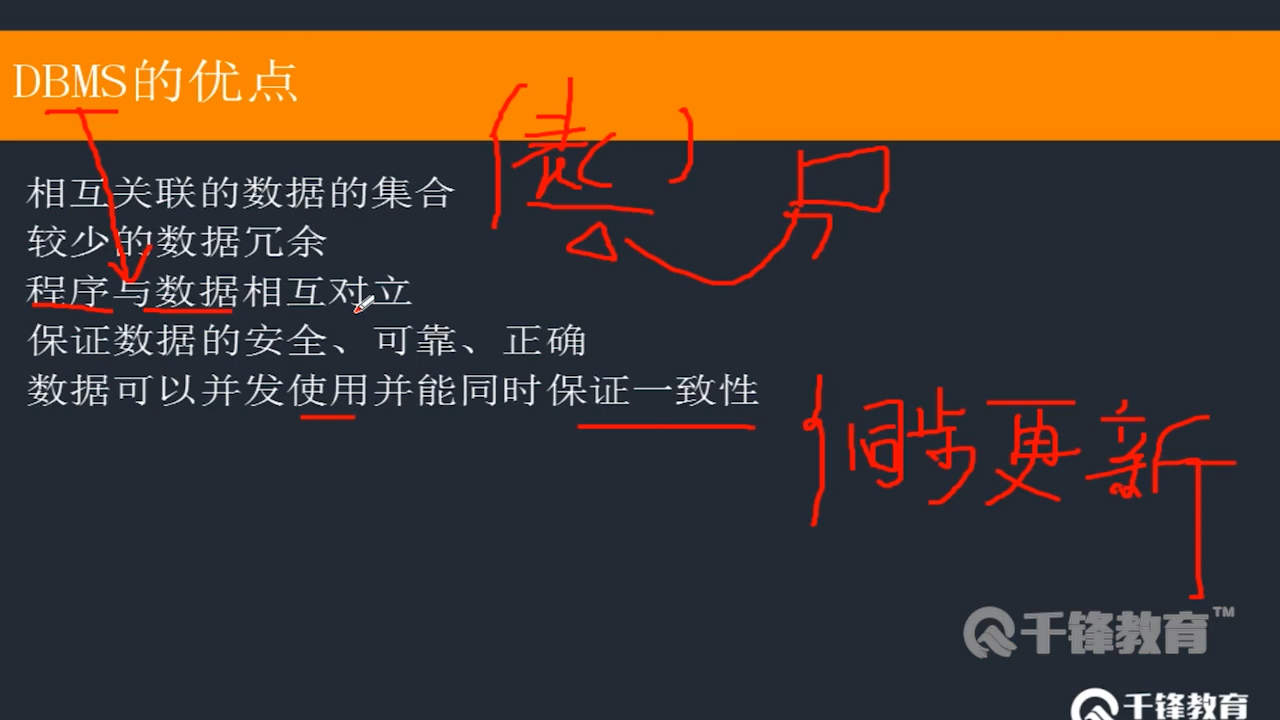 DBMS的优点
表
相互关联的数据的集合
较少的数据冗余
程序与数据相互对立
保证数据的安全、可靠、正确
数据可以并发使用并能同时保证一致性
同步更新
千锋教育™
千锋教育